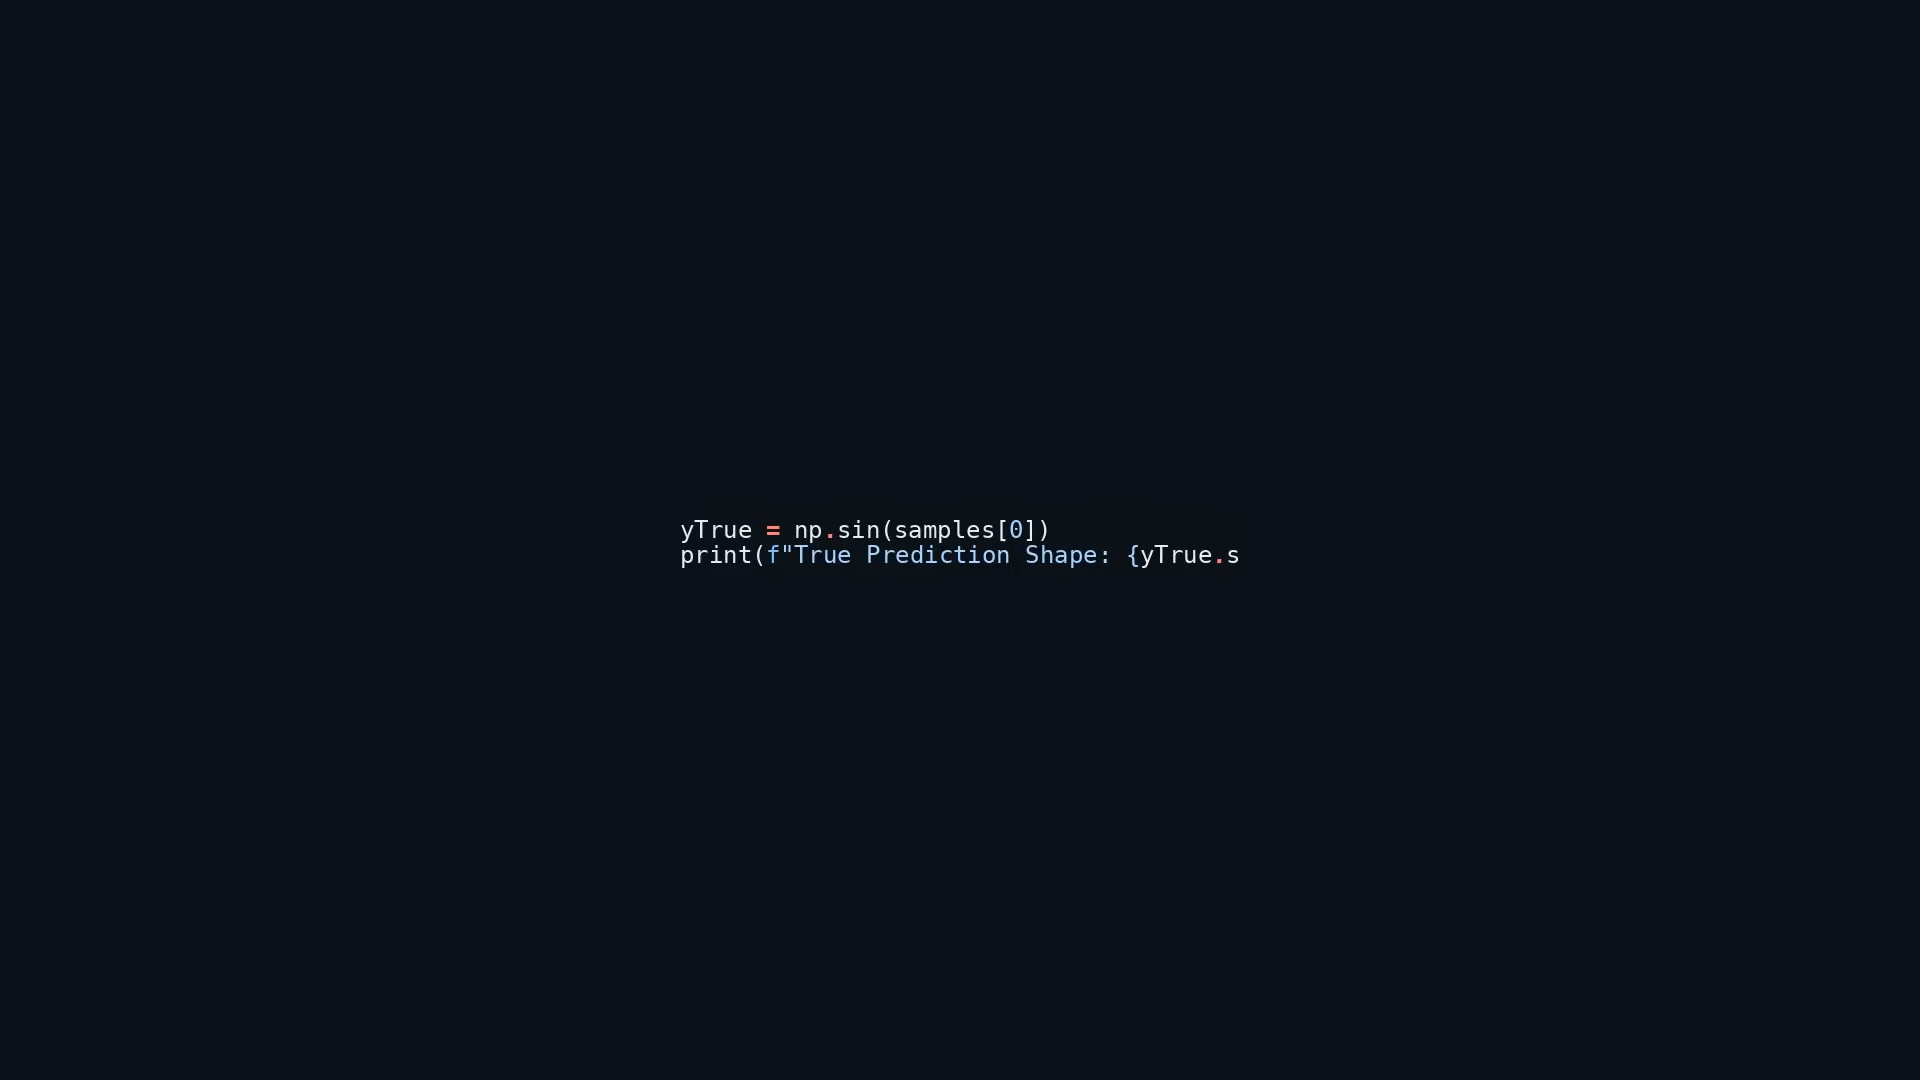 yTrue = np.sin(samples[0])
print(f"True Prediction Shape: {yTrue.s